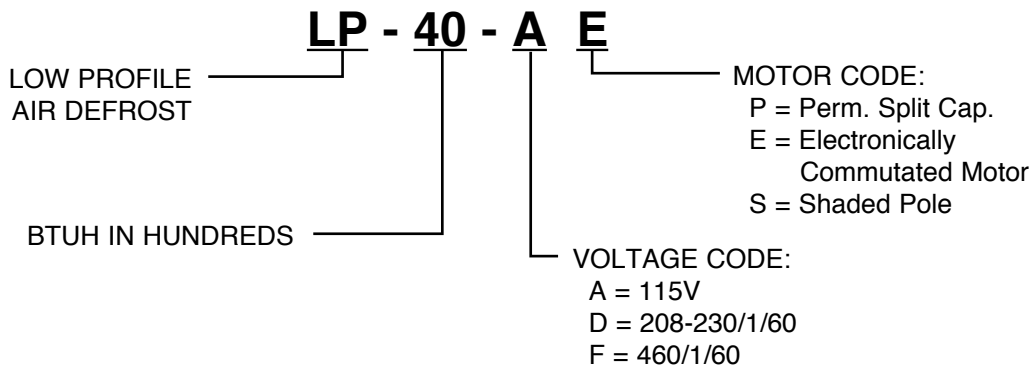 LP - 40 - A E
LOW PROFILE
AIR DEFROST
BTUH IN HUNDREDS
MOTOR CODE:
P = Perm. Split Cap.
E = Electronically
Commutated Motor
S = Shaded Pole
VOLTAGE CODE:
A = 115V
D = 208-230/1/60
F = 460/1/60